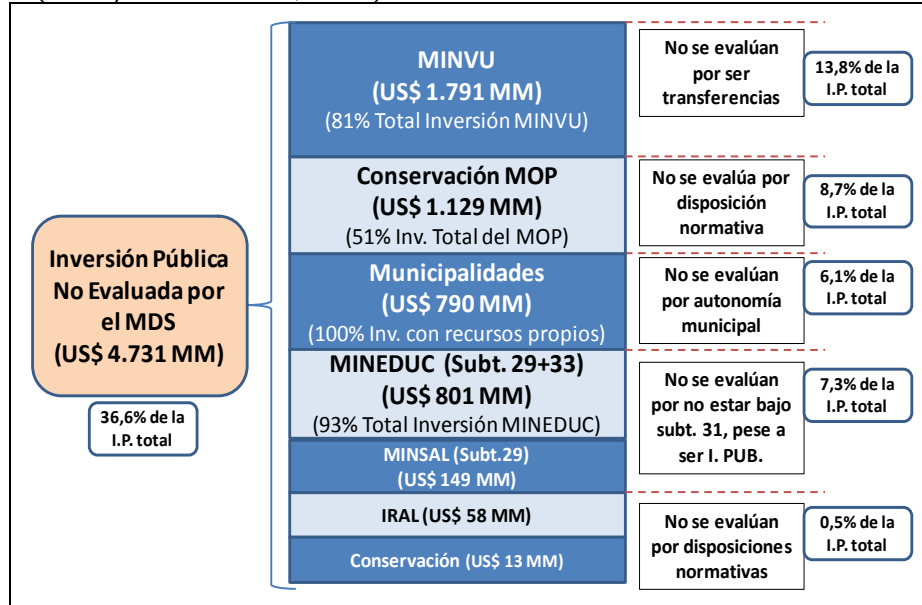 Inversión Pública
No Evaluada por
el MDS
(US$ 4.731 MM)
36,6% de la
I.P. total
MINVU
(US$ 1.791 MM)
(81% Total Inversión MINVU)
No se evalúan
por ser
transferencias
13,8% de la
I.P. total
Conservación MOP
(US$ 1.129 MM)
(51% Inv. Total del MOP)
No se evalúa por
disposición
normativa
8,7% de la
I.P. total
Municipalidades
(US$ 790 MM)
(100% Inv. con recursos propios)
No se evalúan
por autonomía
municipal
6,1% de la
I.P. total
MINEDUC (Subt. 29+33)
(US$ 801 MM)
(93% Total Inversión MINEDUC)
MINSAL (Subt.29)
(US$ 149 MM)
No se evalúan
por no estar bajo
subt. 31, pese a
ser I. PUB.
7,3% de la
I.P. total
IRAL (US$ 58 MM)
Conservación (US$ 13 MM)
No se evalúan
por disposiciones
normativas
0,5% de la
I.P. total